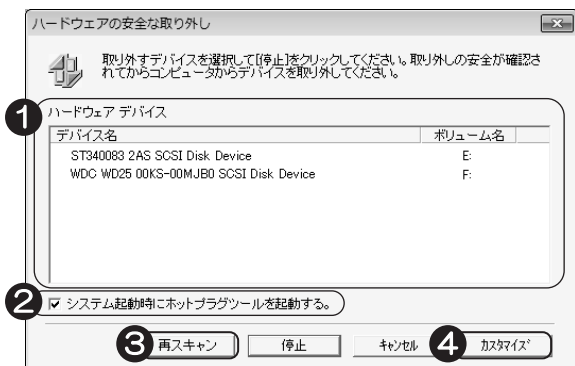 ハードウェアの安全な取り外し
取り外すデバイスを選択して[停止]をクリックしてください。取り外しの安全が確認さ
れてからコンピュータからデバイスを取り外してください。
1
ハードウェア デバイス
デバイス名 ボリューム名
ST340083 2AS SCSI Disk Device E:
WDC WD25 00KS-00MJB0 SCSI Disk Device F:
2 システム起動時にホットプラグツールを起動する。
3 再スキャン 停止 キャンセル 4 カスタマイズ